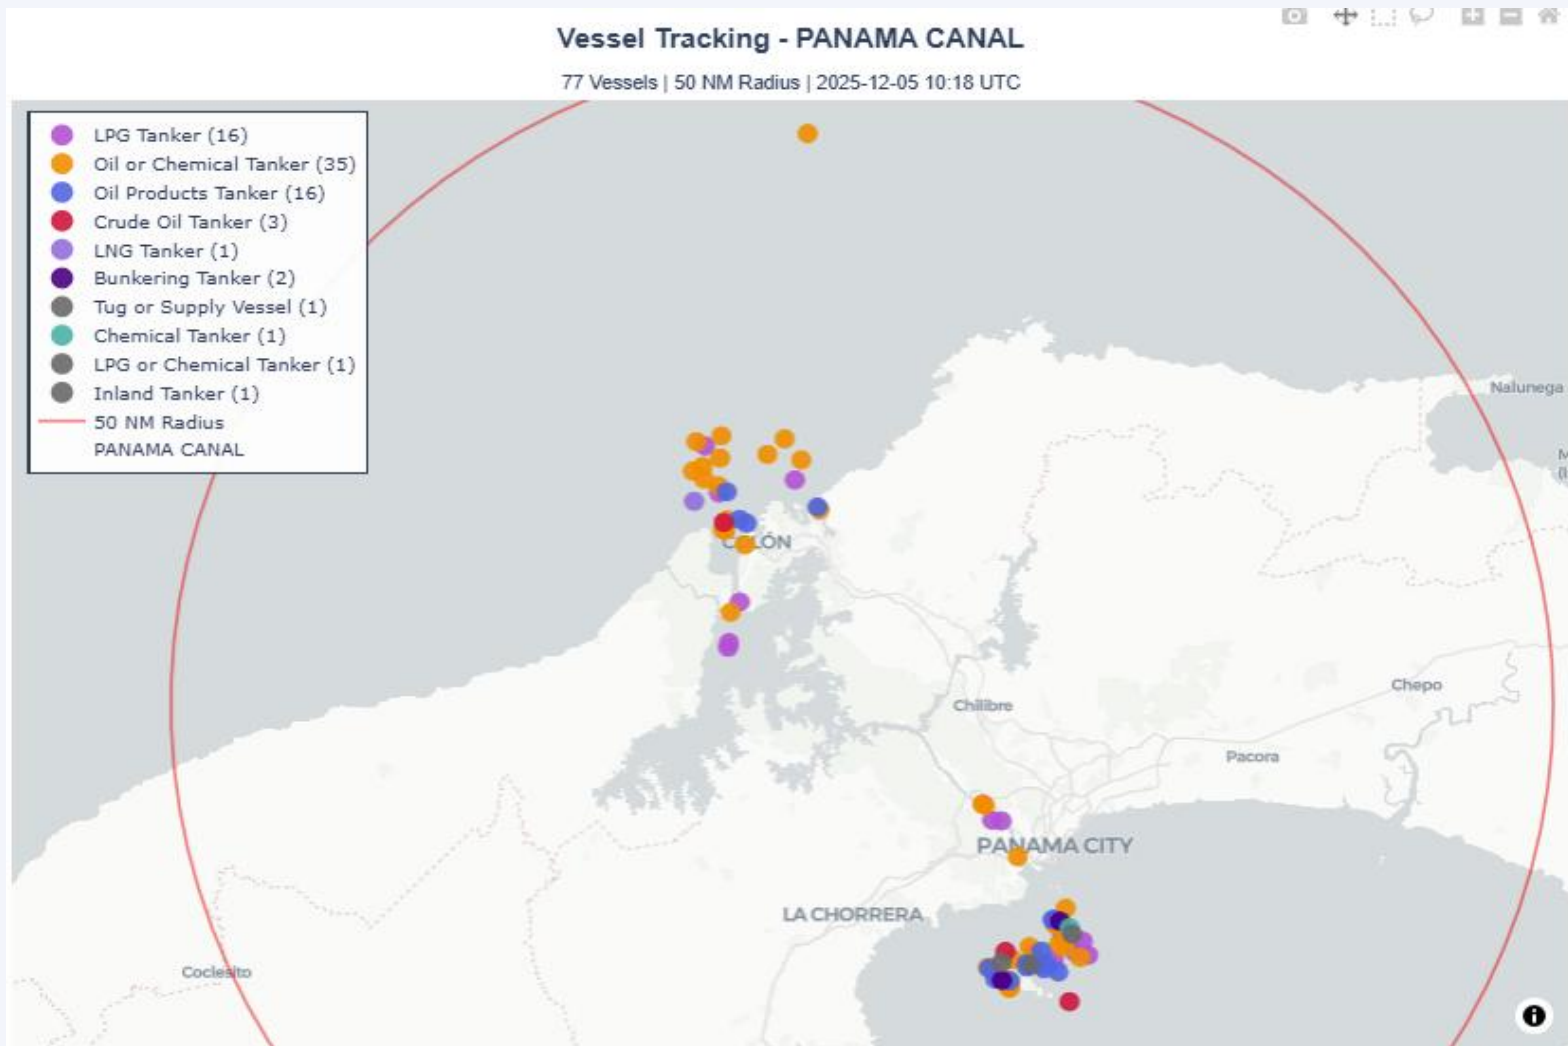 Vessel Tracking - PANAMA CANAL
77 Vessels | 50 NM Radius | 2025-12-05 10:18 UTC
LPG Tanker (16)
Oil or Chemical Tanker (35)
Oil Products Tanker (16)
Crude Oil Tanker (3)
LNG Tanker (1)
Bunkering Tanker (2)
Tug or Supply Vessel (1)
Chemical Tanker (1)
LPG or Chemical Tanker (1)
Inland Tanker (1)
50 NM Radius
PANAMA CANAL
Nalunega
COLÓN
Chepo
Chilibre
Pacora
PANAMA CITY
LA CHORRERA
Coclesito